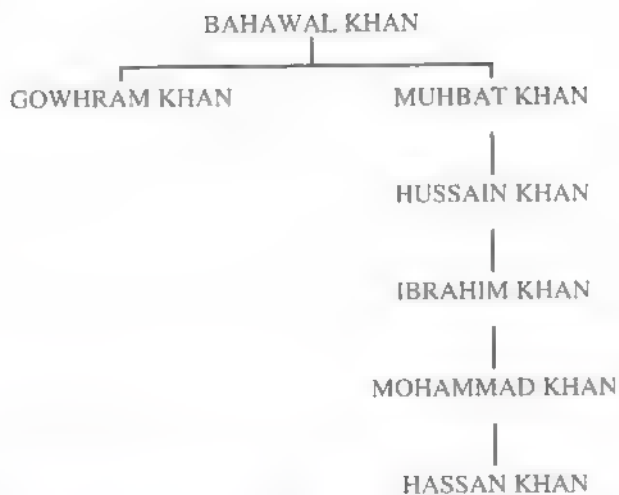 BAHAWAL KHAN
GOWHRAM KHAN MUHBAT KHAN
HUSSAIN KHAN
IBRAHIM KHAN
MOHAMMAD KHAN
HASSAN KHAN